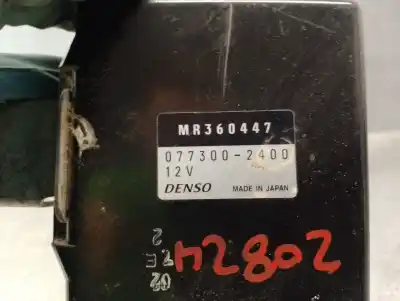 MR360447
077300-2400
12V
DENSO MADE IN JAPAN
42802